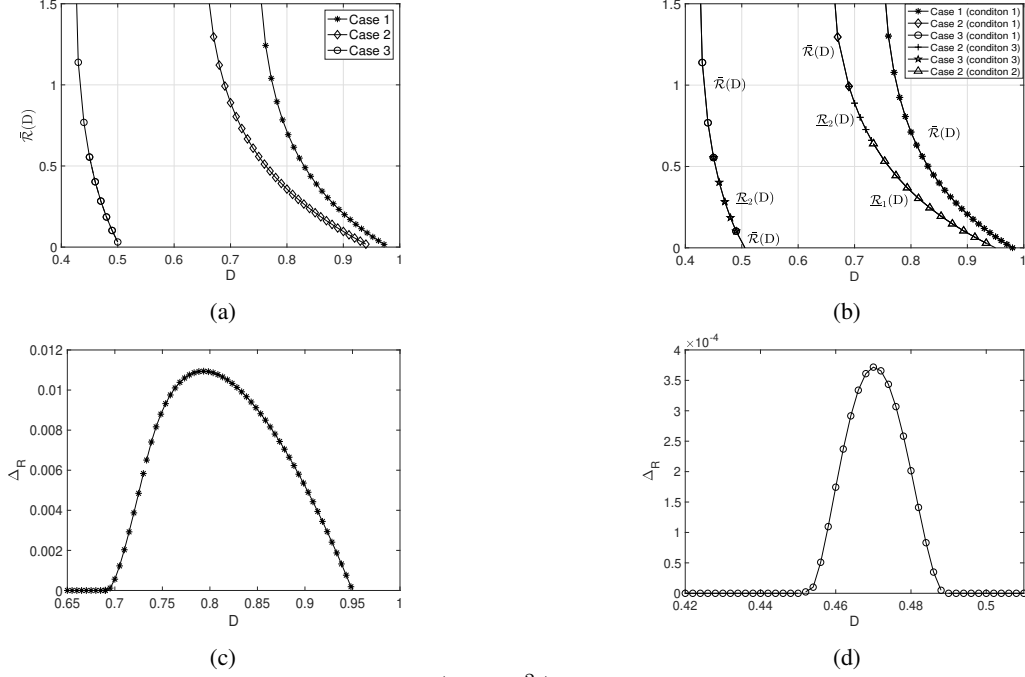 1.5
1
0.5
0
R̄(D)
0.4
0.5
0.6
0.7
0.8
0.9
1
D
Case 1
Case 2
Case 3
(a)
1.5
1
0.5
0
0.4
0.5
0.6
0.7
0.8
0.9
1
D
Case 1 (conditon 1)
Case 2 (conditon 1)
Case 3 (conditon 1)
Case 2 (conditon 3)
Case 3 (conditon 3)
Case 2 (conditon 2)
R̄(D)
R̄(D)
R̲₂(D)
R̄(D)
R̲₂(D)
R̲₁(D)
R̄(D)
(b)
0.012
0.01
0.008
0.006
0.004
0.002
0
Δ_R
0.65
0.7
0.75
0.8
0.85
0.9
0.95
1
D
(c)
×10⁻⁴
4
3.5
3
2.5
2
1.5
1
0.5
0
Δ_R
0.42
0.44
0.46
0.48
0.5
D
(d)